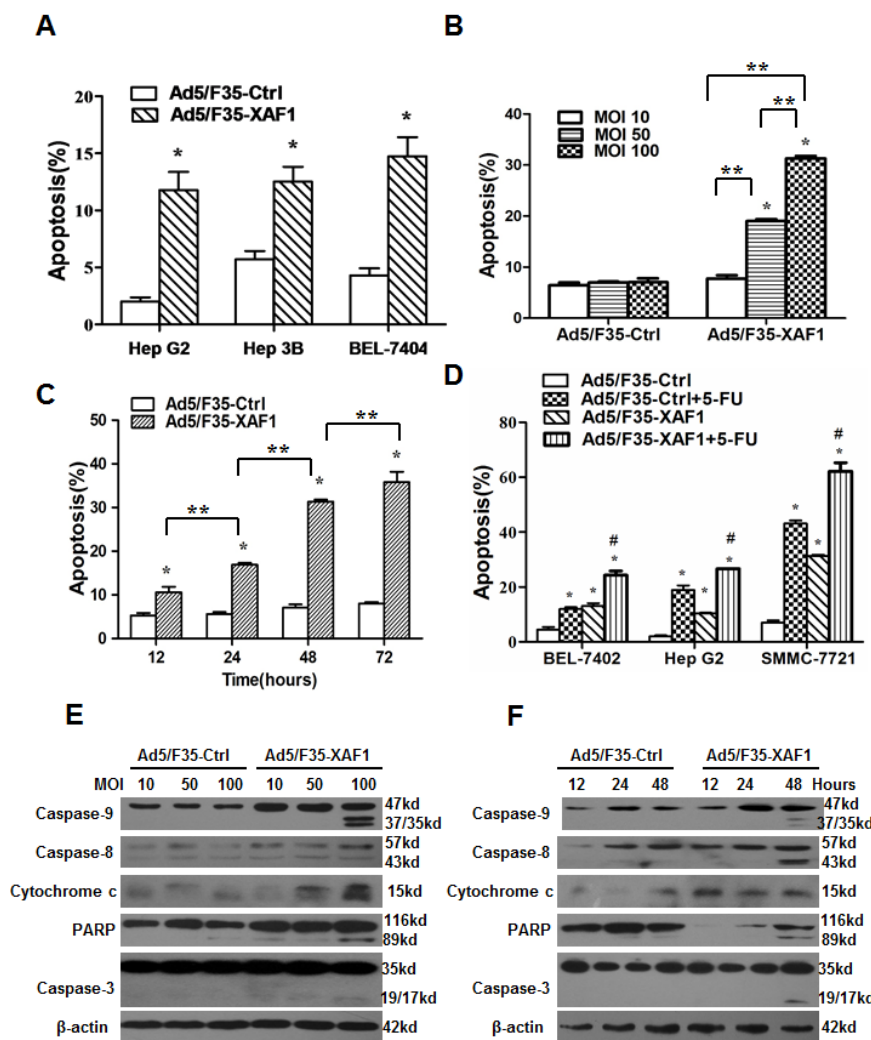 A
Ad5/F35-Ctrl
Ad5/F35-XAF1
Apoptosis(%)
20
15
10
5
0
*
*
*
Hep G2
Hep 3B
BEL-7404
B
MOI 10
MOI 50
MOI 100
Apoptosis(%)
40
30
20
10
0
**
**
**
*
*
Ad5/F35-Ctrl
Ad5/F35-XAF1
C
Ad5/F35-Ctrl
Ad5/F35-XAF1
Apoptosis(%)
50
40
30
20
10
0
**
**
**
*
*
*
*
12
24
48
72
Time(hours)
D
Ad5/F35-Ctrl
Ad5/F35-Ctrl+5-FU
Ad5/F35-XAF1
Ad5/F35-XAF1+5-FU
Apoptosis(%)
80
60
40
20
0
#
#
#
*
*
*
*
*
*
*
*
*
BEL-7402
Hep G2
SMMC-7721
E
Ad5/F35-Ctrl Ad5/F35-XAF1
MOI 10 50 100 10 50 100
Caspase-9 47kd
37/35kd
Caspase-8 57kd
43kd
Cytochrome c 15kd
PARP 116kd
89kd
Caspase-3 35kd
19/17kd
β-actin 42kd
F
Ad5/F35-Ctrl Ad5/F35-XAF1
12 24 48 12 24 48 Hours
Caspase-9 47kd
37/35kd
Caspase-8 57kd
43kd
Cytochrome c 15kd
PARP 116kd
89kd
Caspase-3 35kd
19/17kd
β-actin 42kd